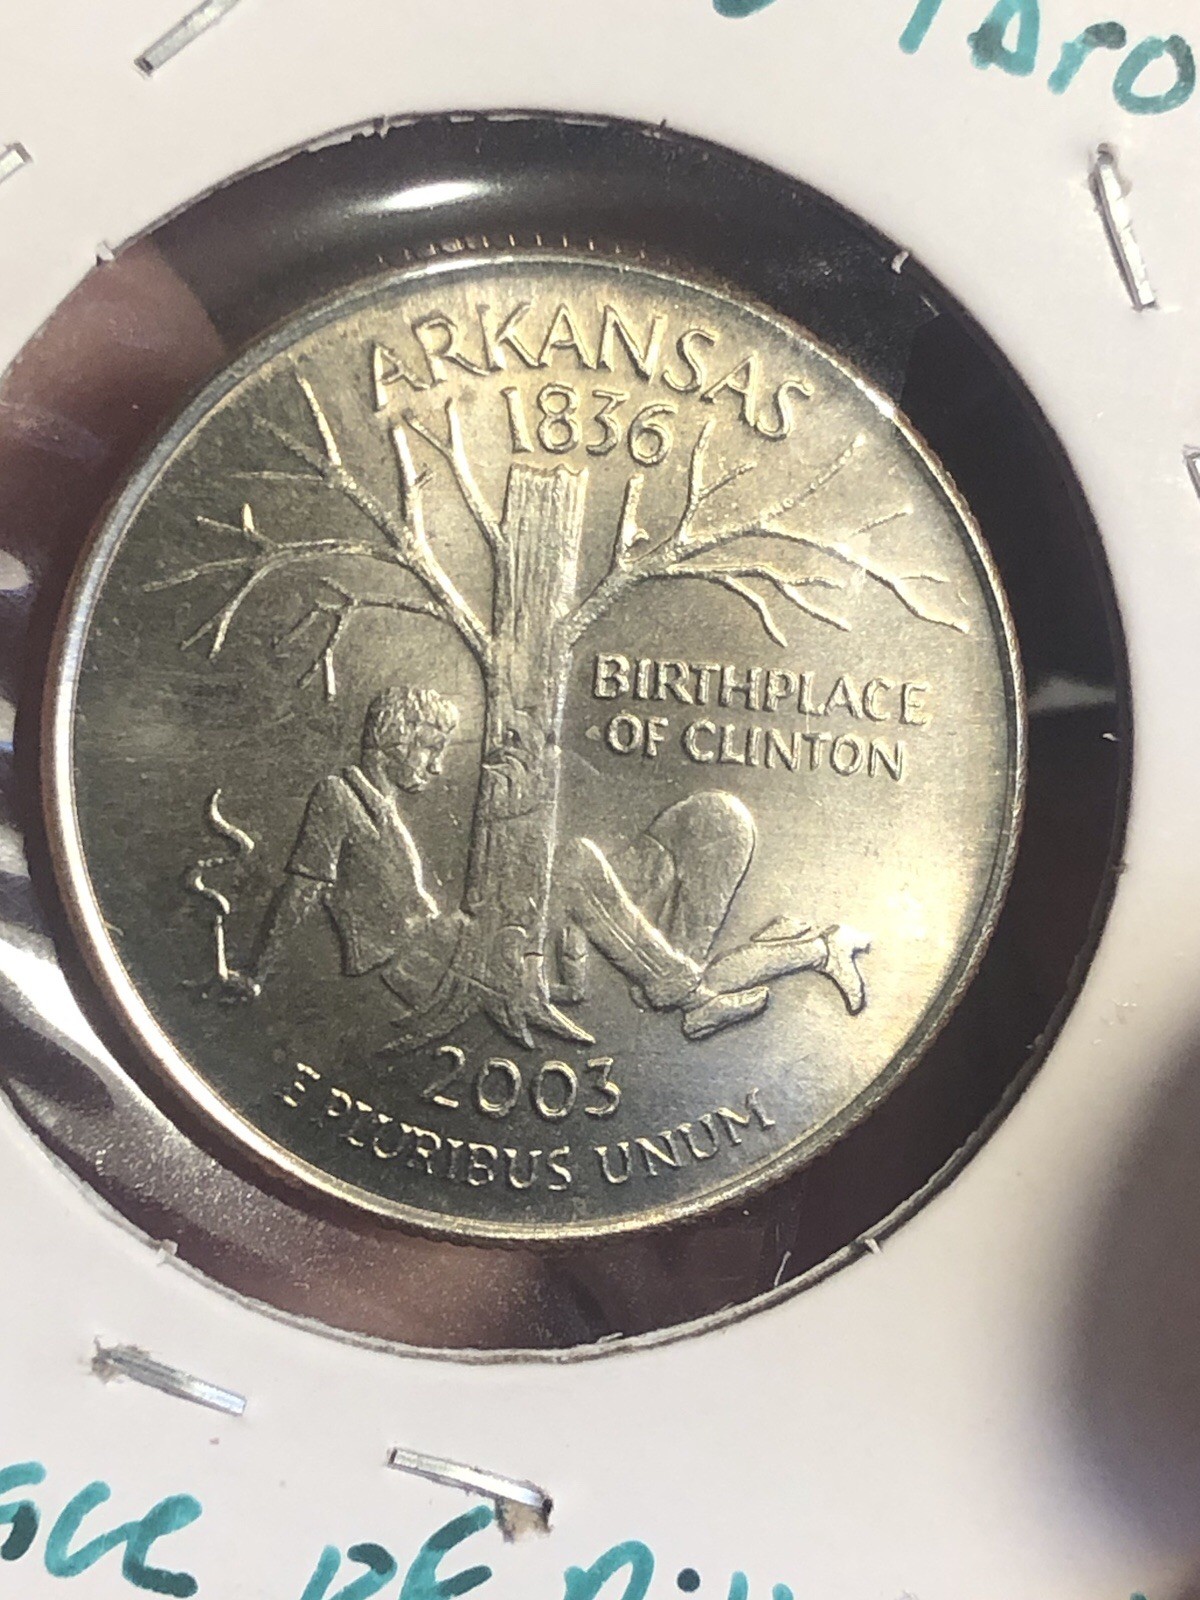 ARKANSAS
1836
BIRTHPLACE
OF CLINTON
2003
E PLURIBUS UNUM